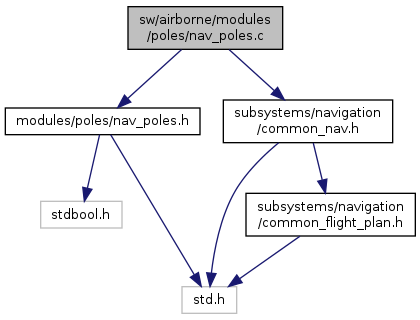 sw/airborne/modules
/poles/nav_poles.c
modules/poles/nav_poles.h
subsystems/navigation
/common_nav.h
stdbool.h
subsystems/navigation
/common_flight_plan.h
std.h